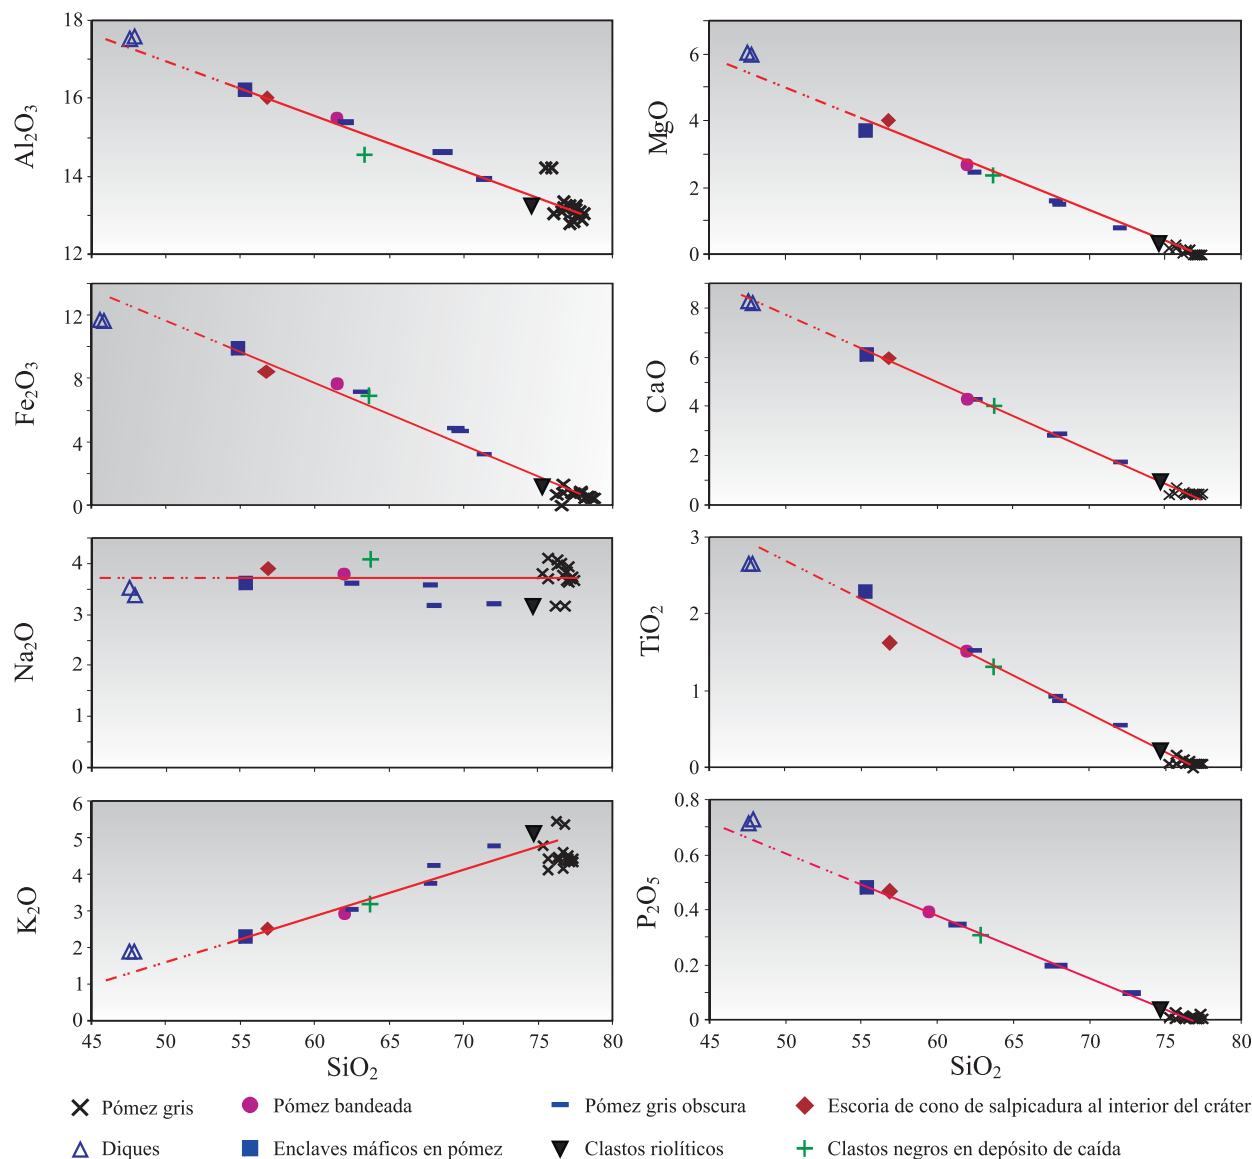 18
16
14
12
Al2O3
6
4
2
0
MgO
12
8
4
0
Fe2O3
8
6
4
2
0
CaO
4
3
2
1
0
Na2O
3
2
1
0
TiO2
6
5
4
3
2
1
0
K2O
0.8
0.6
0.4
0.2
0
P2O5
45 50 55 60 65 70 75 80
SiO2
45 50 55 60 65 70 75 80
SiO2
Pómez gris
Pómez bandeada
Pómez gris obscura
Escoria de cono de salpicadura al interior del cráter
Diques
Enclaves máficos en pómez
Clastos riolíticos
Clastos negros en depósito de caída